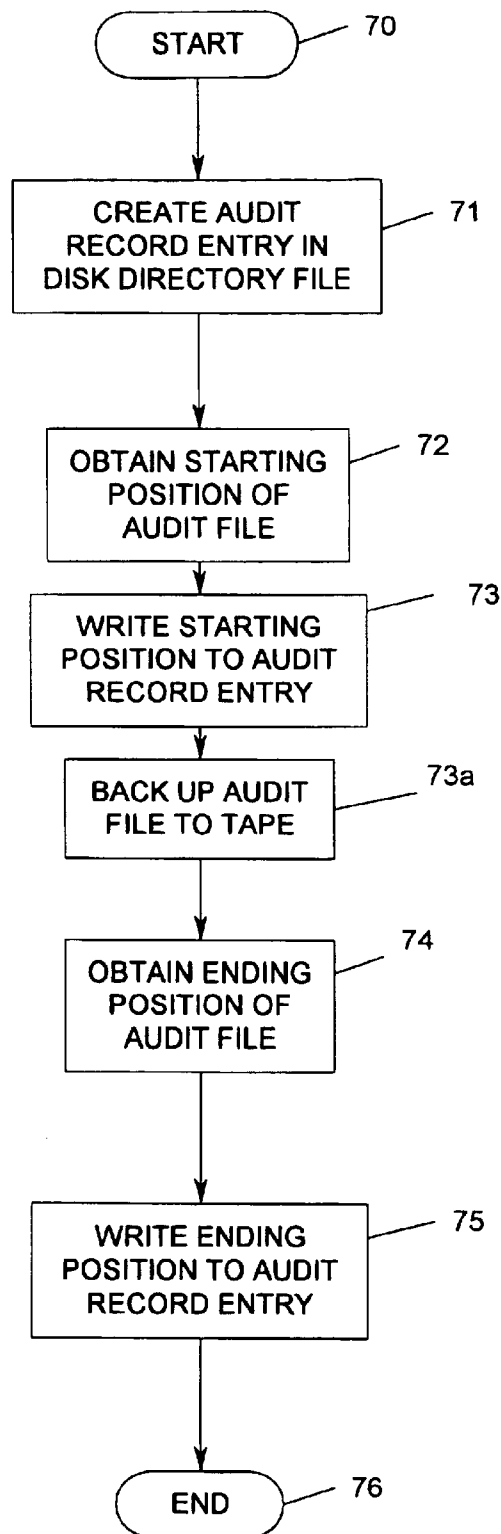 START
70
CREATE AUDIT
RECORD ENTRY IN
DISK DIRECTORY FILE
71
OBTAIN STARTING
POSITION OF
AUDIT FILE
72
WRITE STARTING
POSITION TO AUDIT
RECORD ENTRY
73
BACK UP AUDIT
FILE TO TAPE
73a
OBTAIN ENDING
POSITION OF
AUDIT FILE
74
WRITE ENDING
POSITION TO AUDIT
RECORD ENTRY
75
END
76